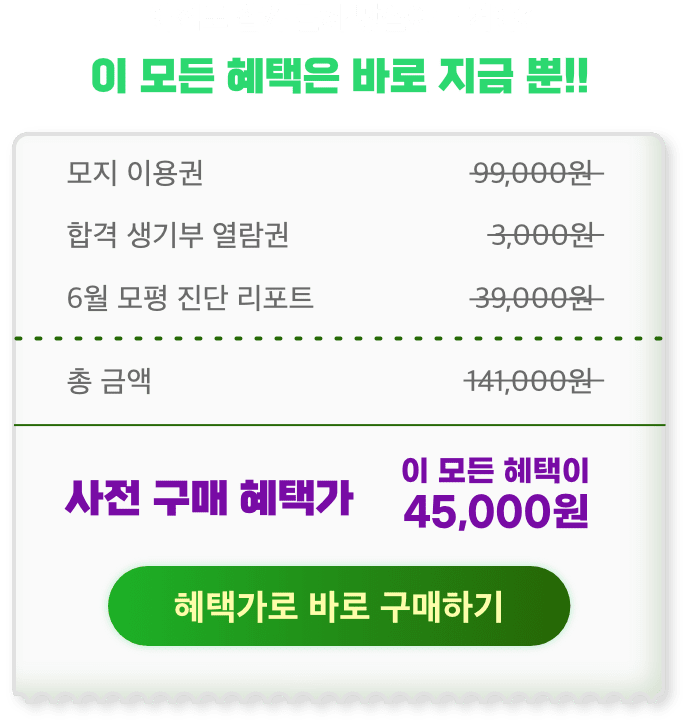 이 모든 혜택은 바로 지금 뿐!!
모지 이용권 99,000원
합격 생기부 열람권 3,000원
6월 모평 진단 리포트 39,000원
총 금액 141,000원
사전 구매 혜택가
이 모든 혜택이
45,000원
혜택가로 바로 구매하기